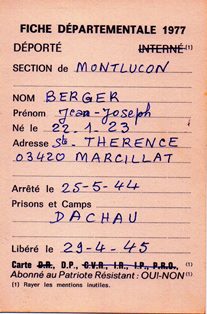 FICHE DÉPARTEMENTALE 1977
DÉPORTÉ INTERNÉ (1)
SECTION de MONTLUCON
NOM BERGER
Prénom Jean-Joseph
Né le 22.1.23
Adresse Ste. THERENCE
03420 MARCILLAT
Arrêté le 25-5-44
Prisons et Camps
DACHAU
Libéré le 29-4-45
Carte D.R., D.P., C.V.R., I.R., I.P., P.R.O. (1)
Abonné au Patriote Résistant : OUI-NON (1)
(1) Rayer les mentions inutiles.